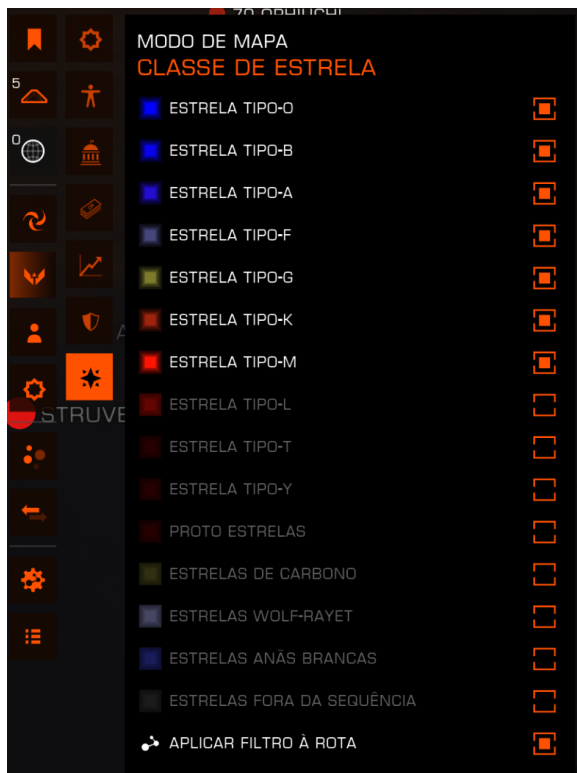 70 OPHIUCHI
MODO DE MAPA
CLASSE DE ESTRELA
5
0
ESTRELA TIPO-O
ESTRELA TIPO-B
ESTRELA TIPO-A
ESTRELA TIPO-F
ESTRELA TIPO-G
ESTRELA TIPO-K
A
ESTRELA TIPO-M
ESTRELA TIPO-L
STRUVE
ESTRELA TIPO-T
ESTRELA TIPO-Y
PROTO ESTRELAS
ESTRELAS DE CARBONO
ESTRELAS WOLF-RAYET
ESTRELAS ANÃS BRANCAS
ESTRELAS FORA DA SEQUÊNCIA
APLICAR FILTRO À ROTA